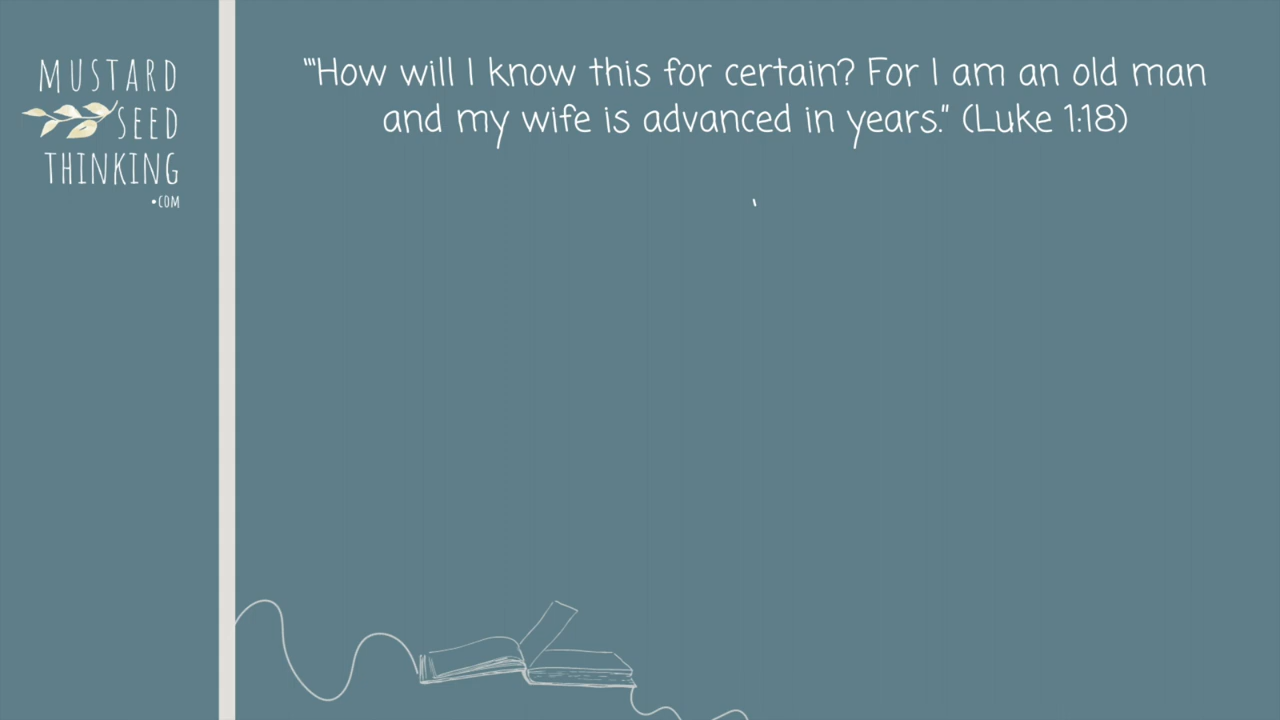 MUSTARD
SEED
THINKING
.COM
"'How will I know this for certain? For I am an old man
and my wife is advanced in years." (Luke 1:18)
'